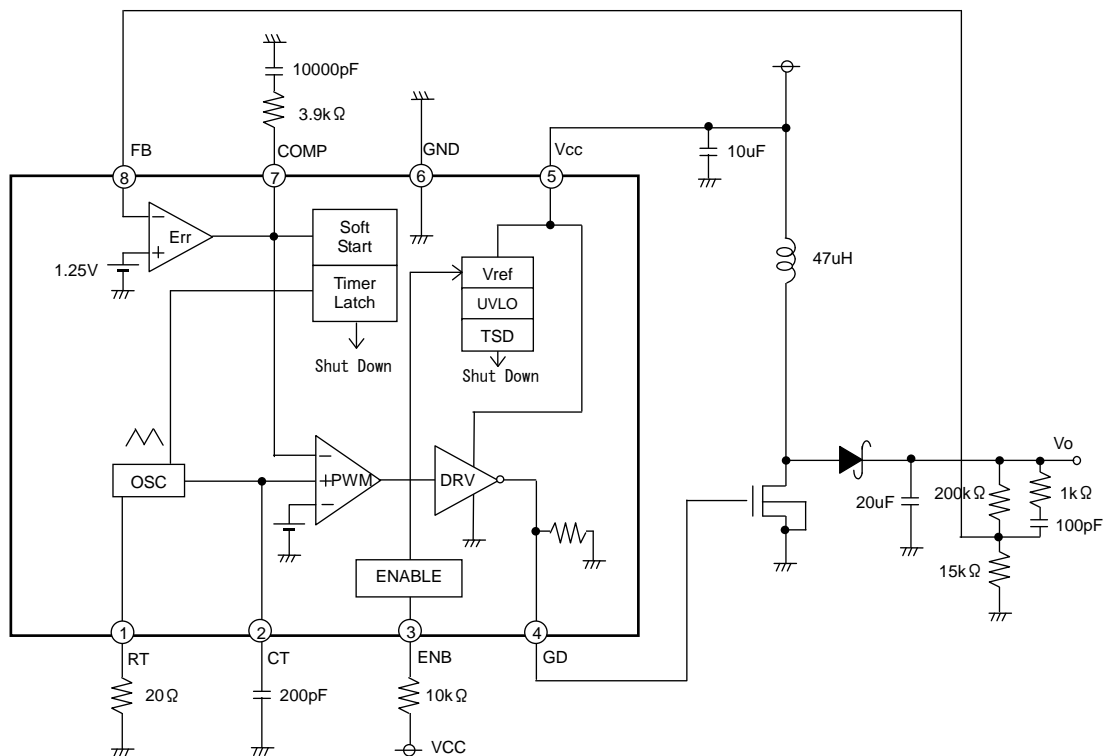 10000pF
3.9kΩ
FB
COMP
GND
Vcc
10uF
8
7
6
5
Err
Soft
Start
1.25V
Vref
47uH
Timer
Latch
UVLO
TSD
Shut Down
Shut Down
Vo
OSC
PWM
DRV
20uF
200kΩ
1kΩ
100pF
15kΩ
ENABLE
1
2
3
4
RT
CT
ENB
GD
20Ω
200pF
10kΩ
VCC